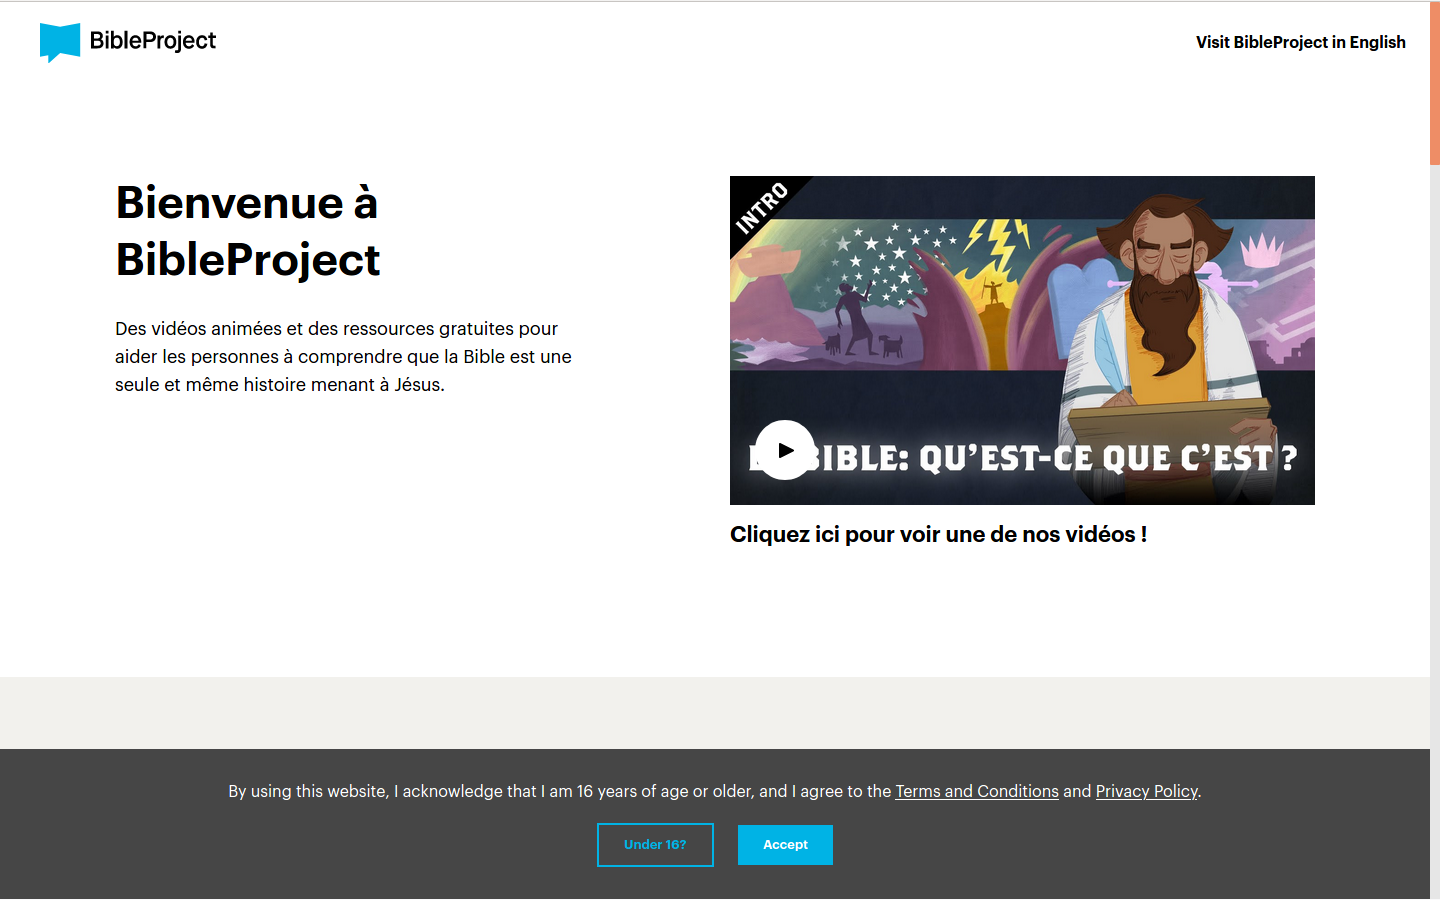 BibleProject
Visit BibleProject in English
Bienvenue à
BibleProject
Des vidéos animées et des ressources gratuites pour
aider les personnes à comprendre que la Bible est une
seule et même histoire menant à Jésus.
INTRO
BIBLE: QU’EST-CE QUE C’EST ?
Cliquez ici pour voir une de nos vidéos !
By using this website, I acknowledge that I am 16 years of age or older, and I agree to the Terms and Conditions and Privacy Policy.
Under 16?
Accept